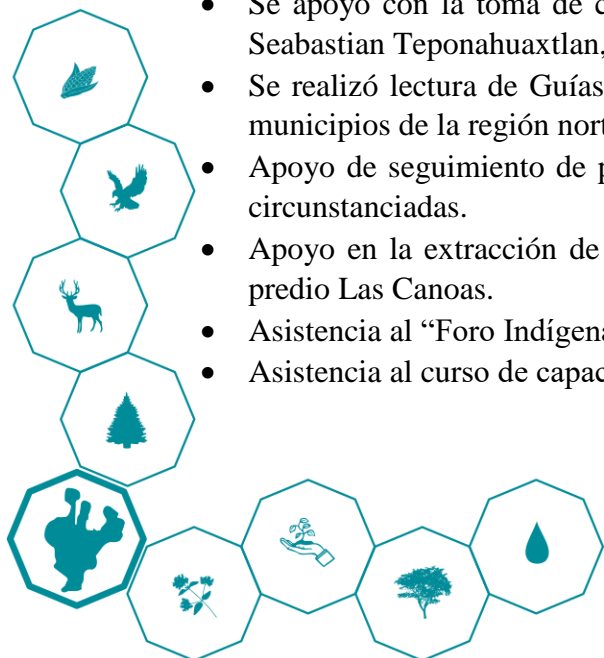 • Se apoyo con la toma de
Seabastian Teponahuaxtlan,
• Se realizó lectura de Guías
municipios de la región
• Apoyo de seguimiento de
circunstanciadas.
• Apoyo en la extracción de
predio Las Canoas.
• Asistencia al “Foro Indígena
• Asistencia al curso de